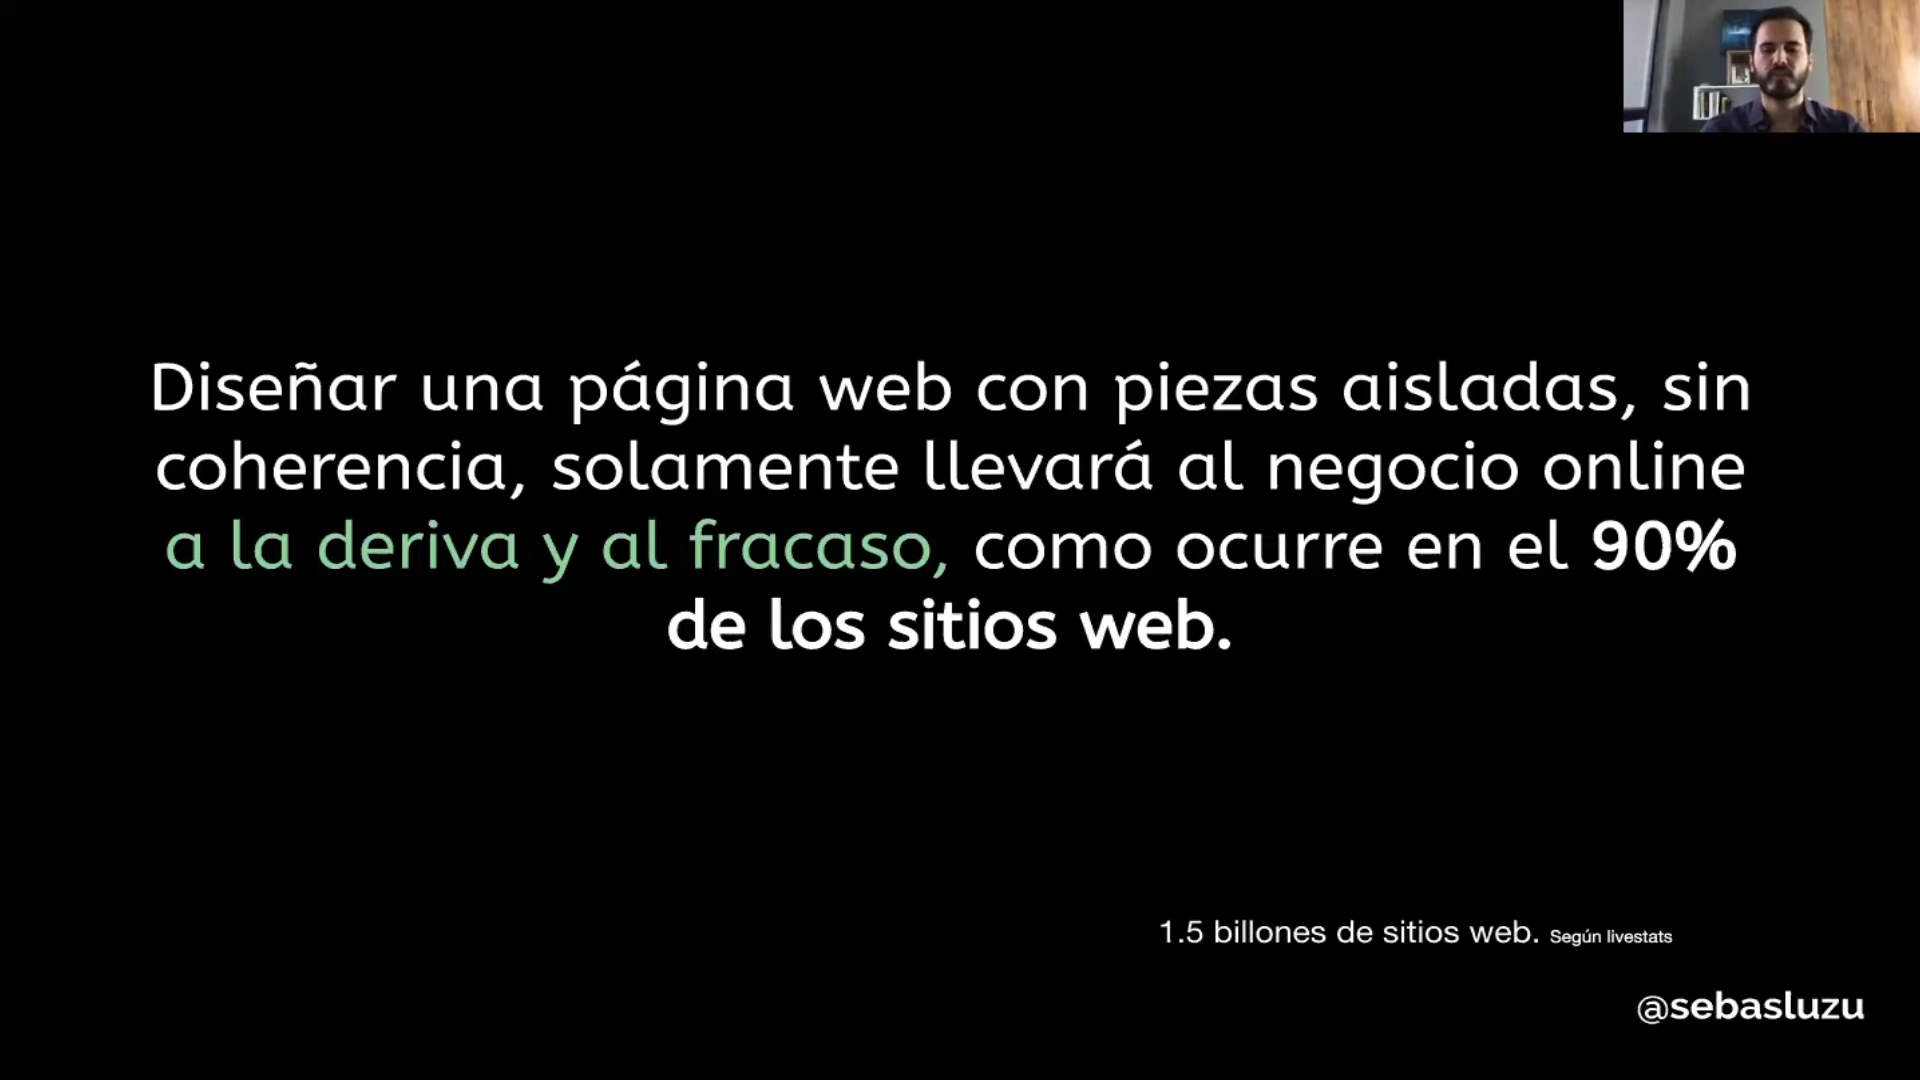 Diseñar una página web con piezas aisladas, sin
coherencia, solamente llevará al negocio online
a la deriva y al fracaso, como ocurre en el 90%
de los sitios web.
1.5 billones de sitios web. Según livestats
@sebasluzu